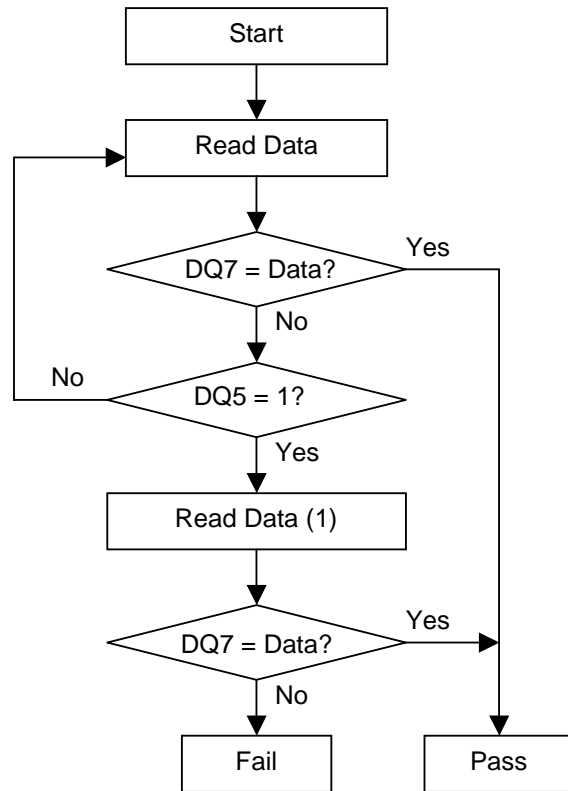 Start
Read Data
Yes
DQ7 = Data?
No
No
DQ5 = 1?
Yes
Read Data (1)
Yes
DQ7 = Data?
No
Fail
Pass